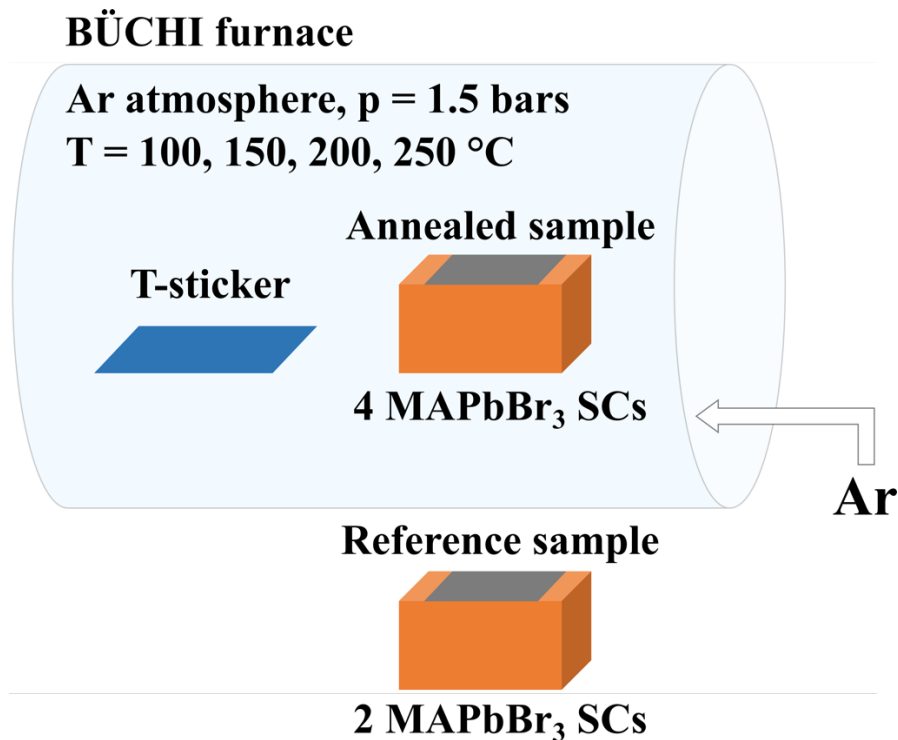 BÜCHI furnace
Ar atmosphere, p = 1.5 bars
T = 100, 150, 200, 250 °C
Annealed sample
T-sticker
4 MAPbBr₃ SCs
Ar
Reference sample
2 MAPbBr₃ SCs